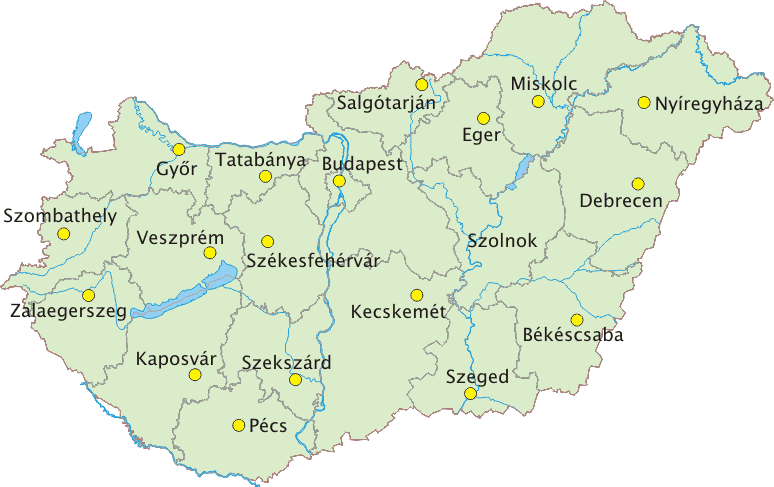 Miskolc
Salgótarján
Nyíregyháza
Eger
Tatabánya
Budapest
Győr
Debrecen
Szombathely
Veszprém
Szolnok
Székesfehérvár
Zalaegerszeg
Kecskemét
Békéscsaba
Kaposvár
Szekszárd
Szeged
Pécs